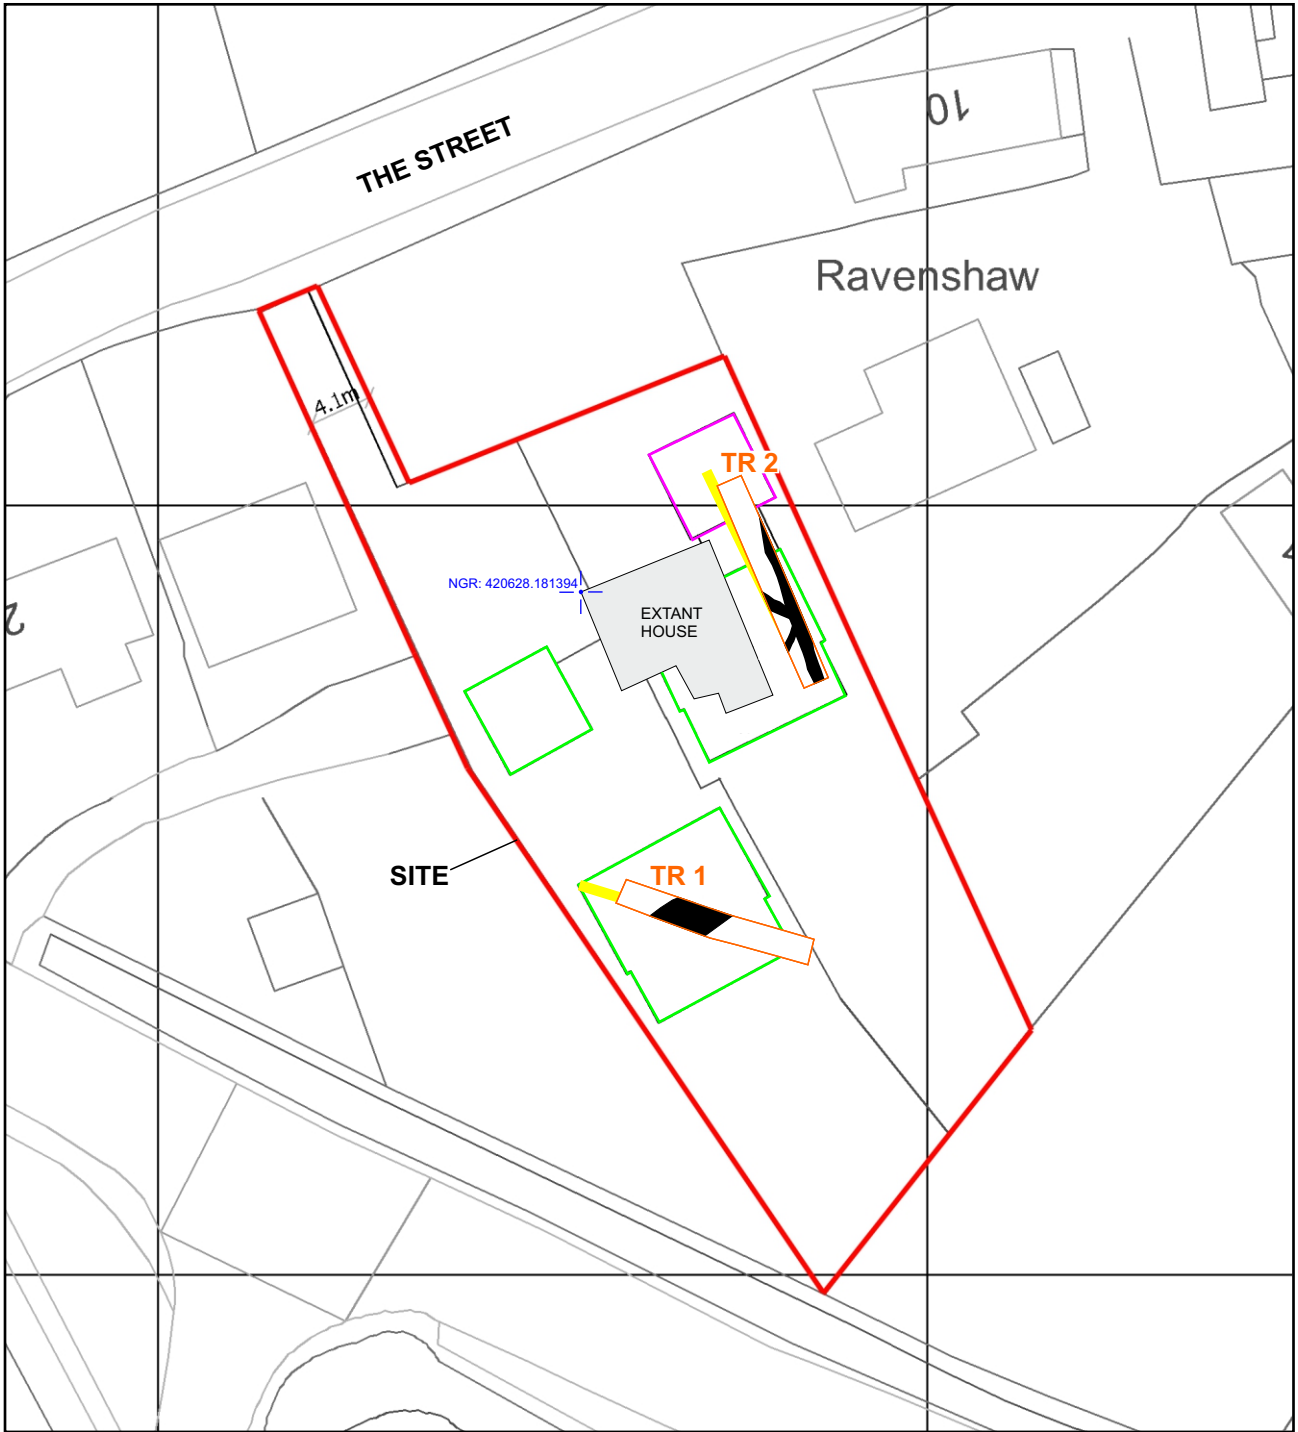 THE STREET
10
Ravenshaw
4.1m
TR 2
NGR: 420628.181394
EXTANT
HOUSE
2
TR 1
SITE